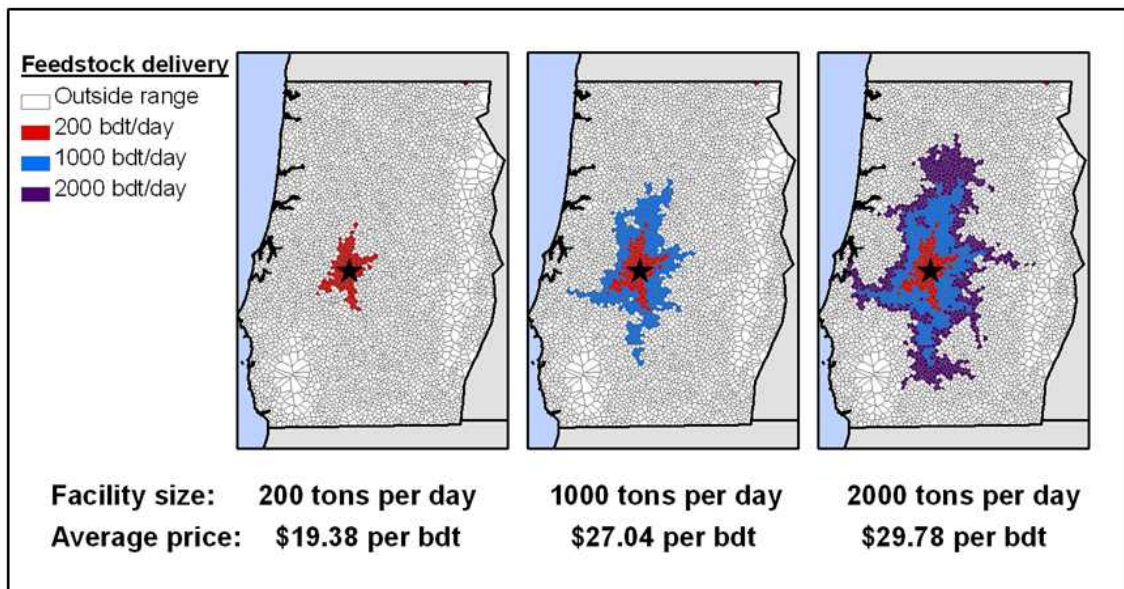 Feedstock delivery
Outside range
200 bdt/day
1000 bdt/day
2000 bdt/day
Facility size: 200 tons per day 1000 tons per day 2000 tons per day
Average price: $19.38 per bdt $27.04 per bdt $29.78 per bdt